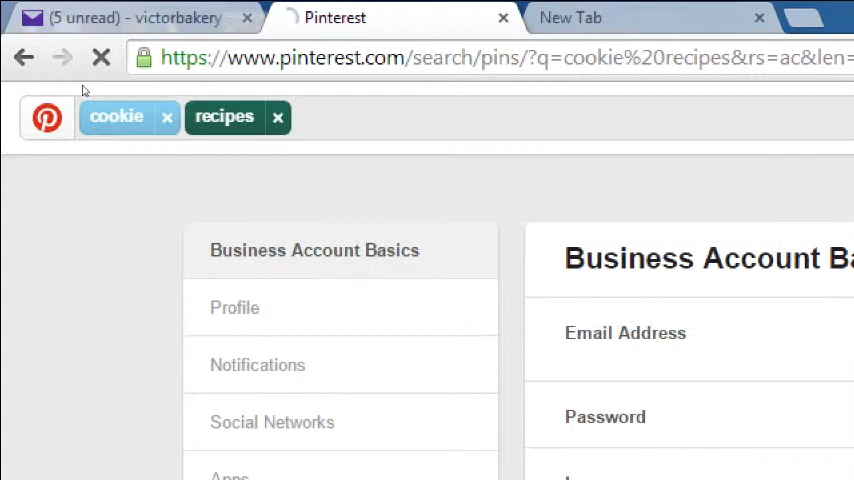 (5 unread) - victorbakery
Pinterest
New Tab
https://www.pinterest.com/search/pins/?q=cookie%20recipes&rs=ac&len=
cookie
recipes
Business Account Basics
Business Account Ba
Profile
Email Address
Notifications
Password
Social Networks
Apps